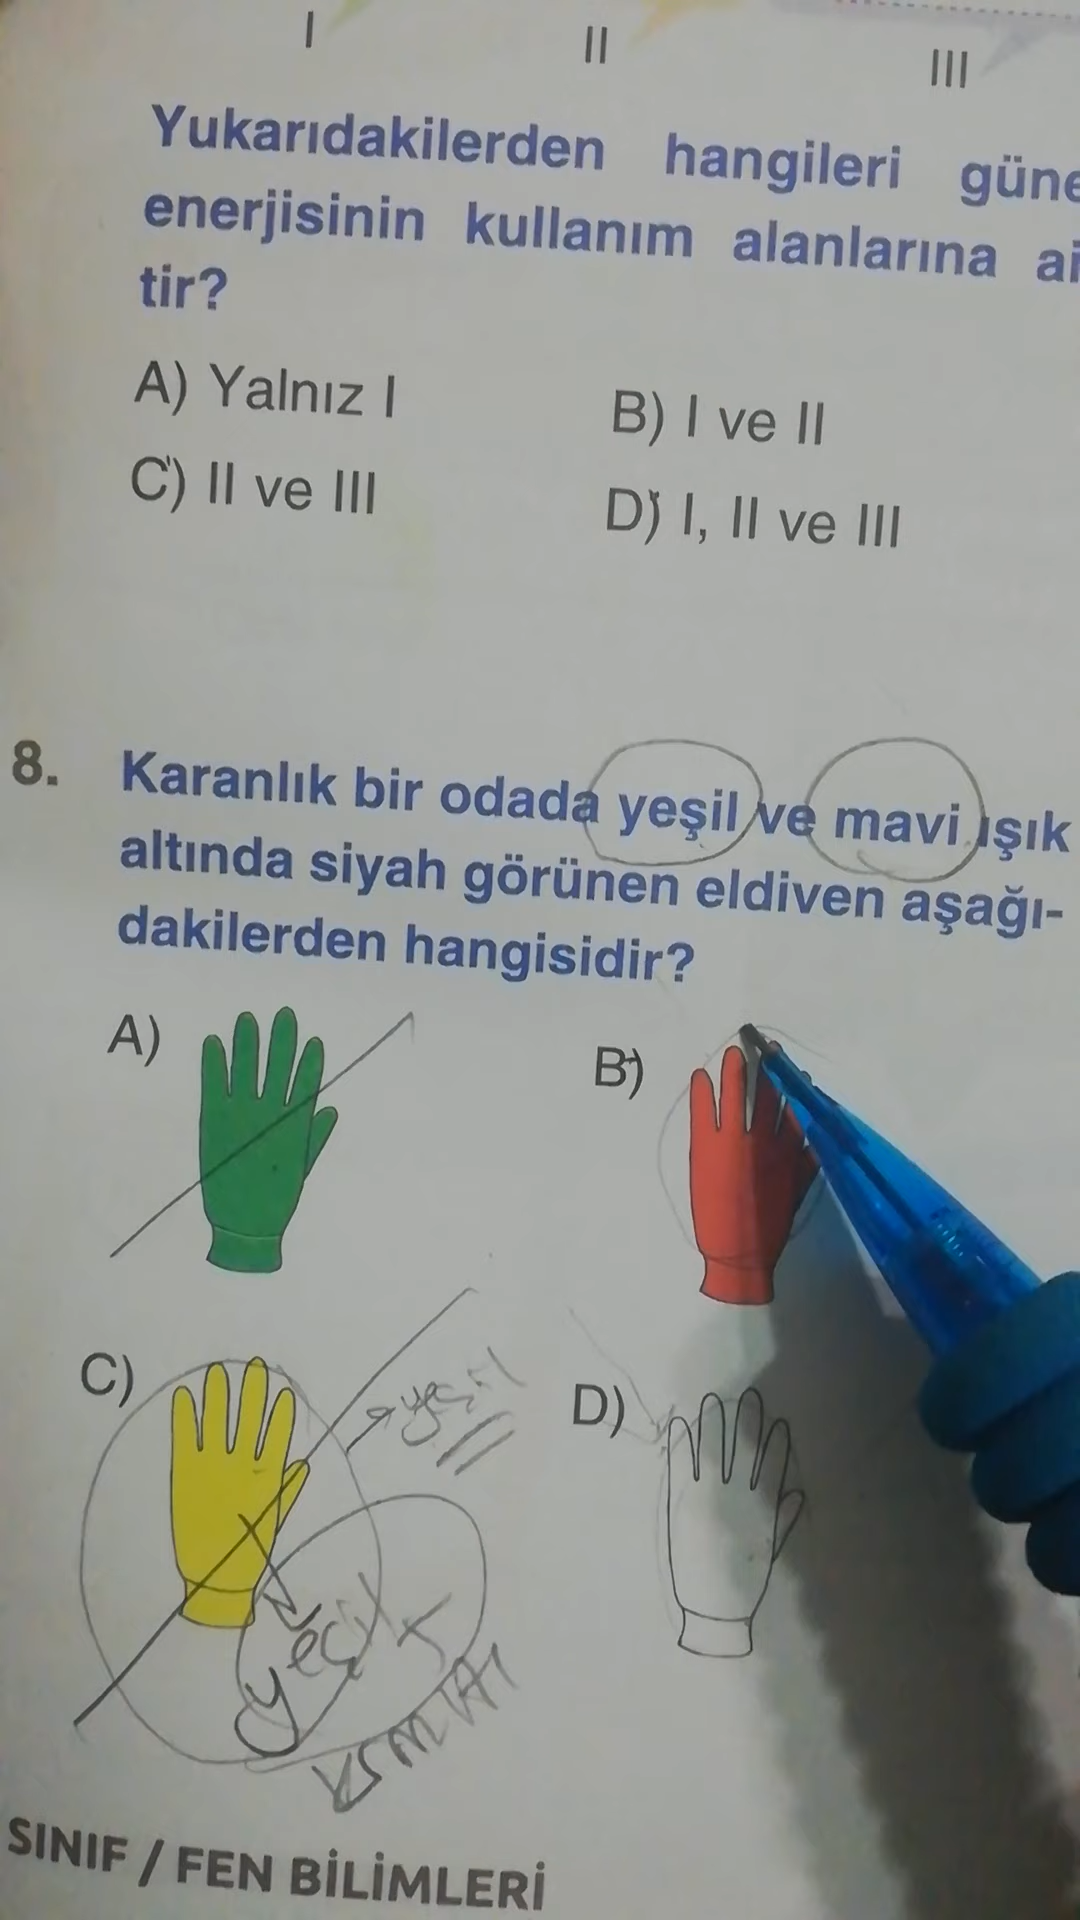 I
II
III
Yukarıdakilerden hangileri güne
enerjisinin kullanım alanlarına ai
tir?
A) Yalnız I
B) I ve II
C) II ve III
D) I, II ve III
8. Karanlık bir odada yeşil ve mavi ışık
altında siyah görünen eldiven aşağı-
dakilerden hangisidir?
A)
B)
C)
yeşil
D)
yeşil
SINIF / FEN BİLİMLERİ